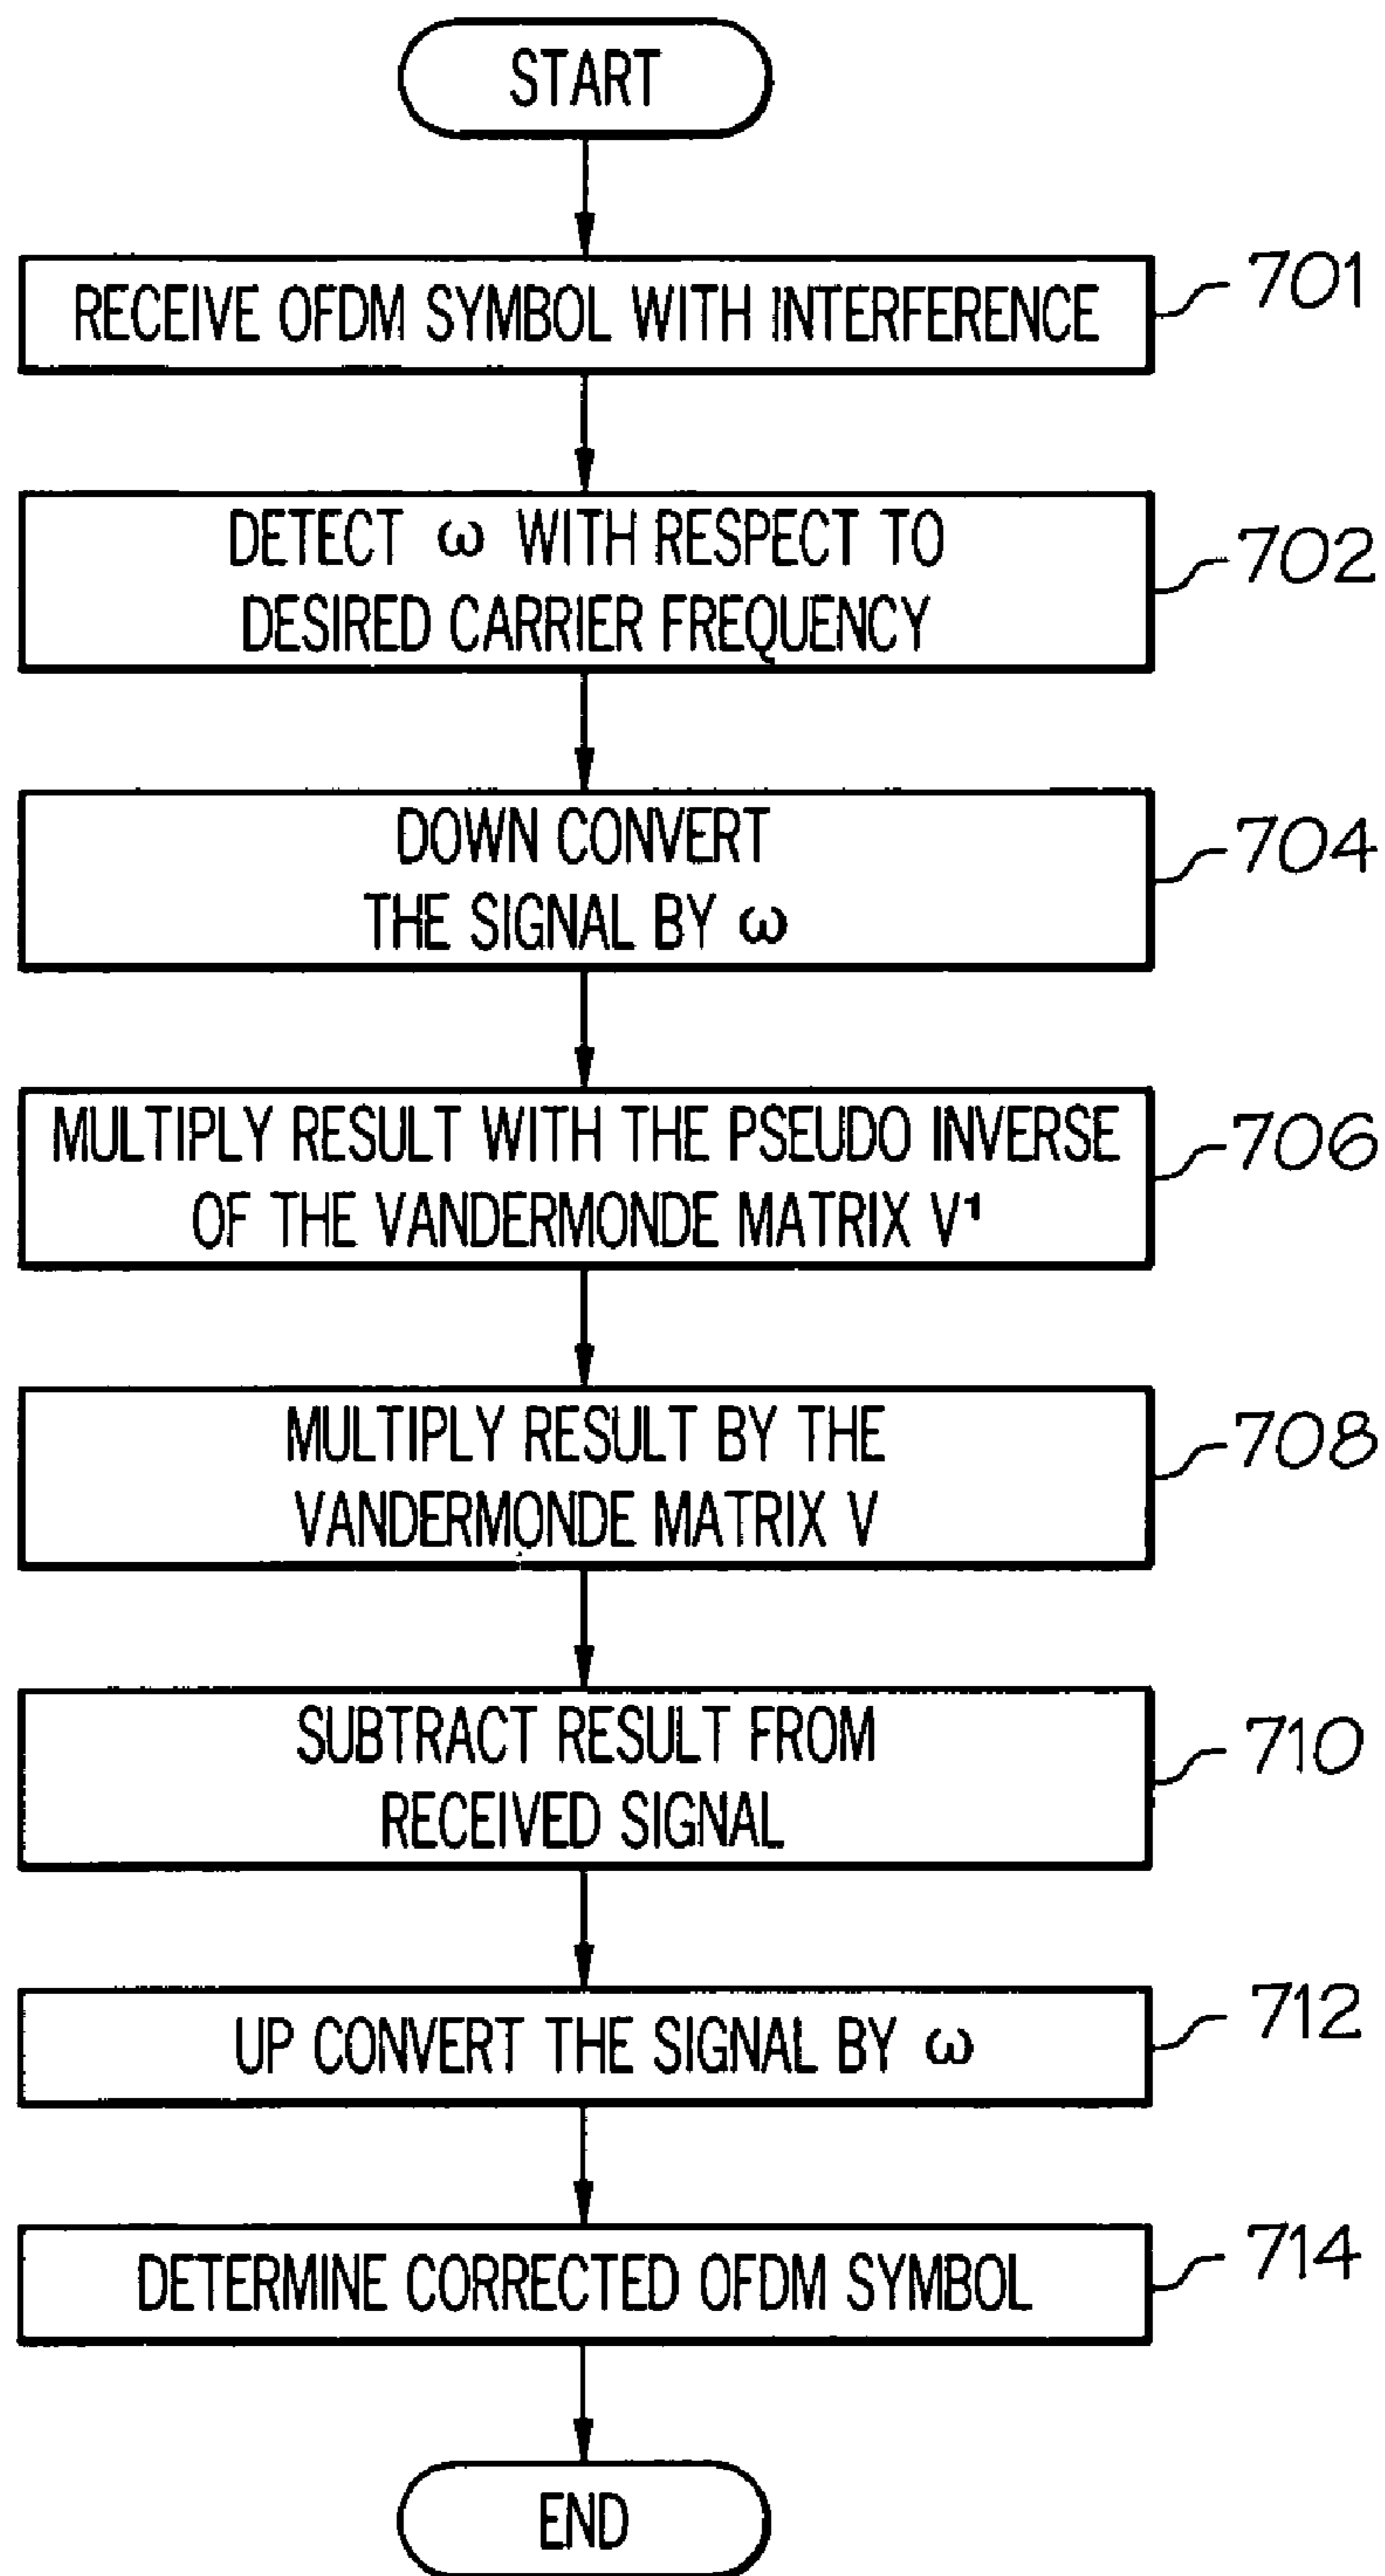 START
RECEIVE OFDM SYMBOL WITH INTERFERENCE
701
DETECT ω WITH RESPECT TO
DESIRED CARRIER FREQUENCY
702
DOWN CONVERT
THE SIGNAL BY ω
704
MULTIPLY RESULT WITH THE PSEUDO INVERSE
OF THE VANDERMONDE MATRIX V¹
706
MULTIPLY RESULT BY THE
VANDERMONDE MATRIX V
708
SUBTRACT RESULT FROM
RECEIVED SIGNAL
710
UP CONVERT THE SIGNAL BY ω
712
DETERMINE CORRECTED OFDM SYMBOL
714
END